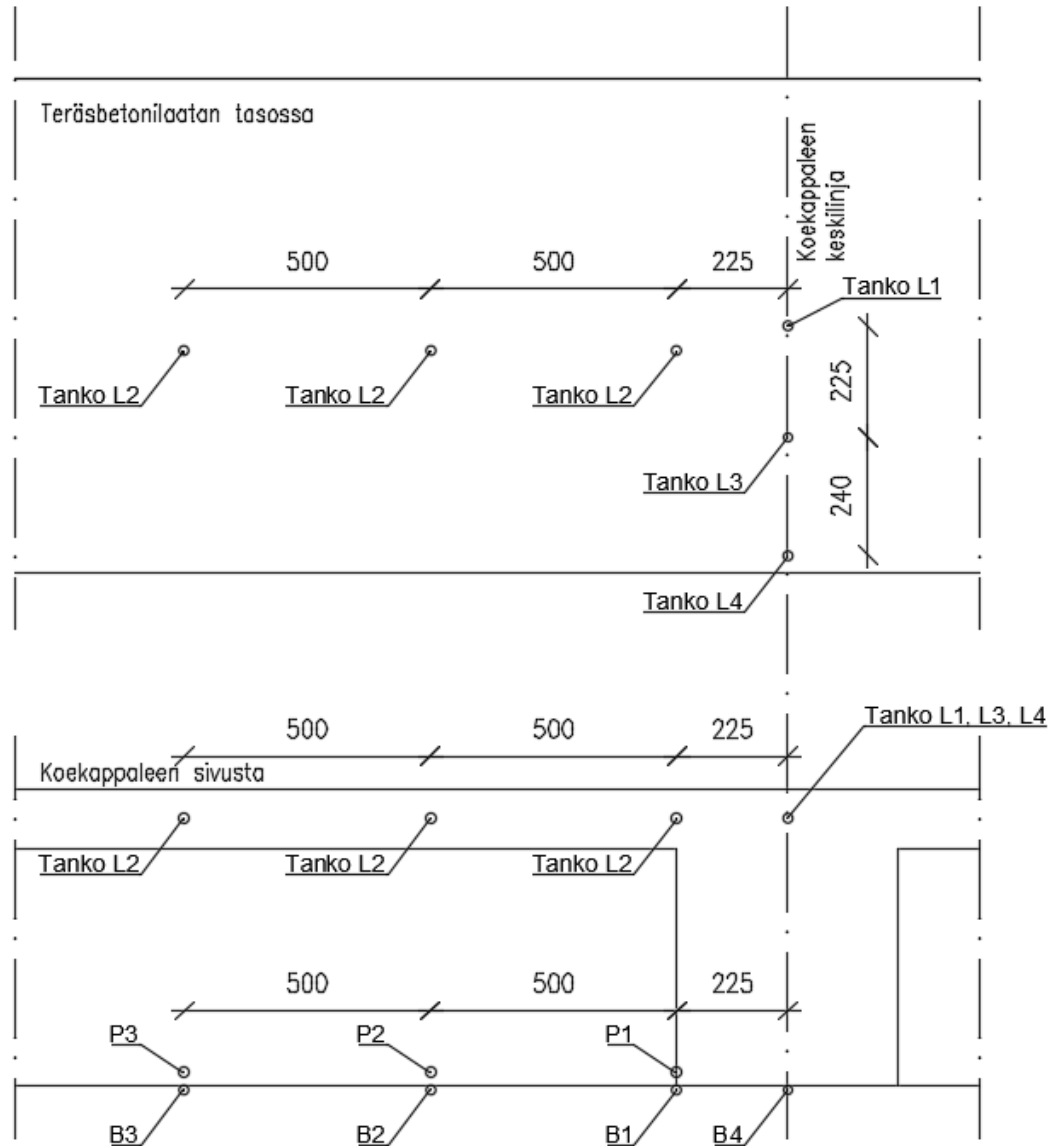 Teräsbetonilaatan tasossa
Koekappaleen
keskilinja
500
500
225
Tanko L1
Tanko L2
Tanko L2
Tanko L2
225
Tanko L3
240
Tanko L4
Tanko L1, L3, L4
500
500
225
Koekappaleen sivusta
Tanko L2
Tanko L2
Tanko L2
500
500
225
P3
P2
P1
B3
B2
B1
B4